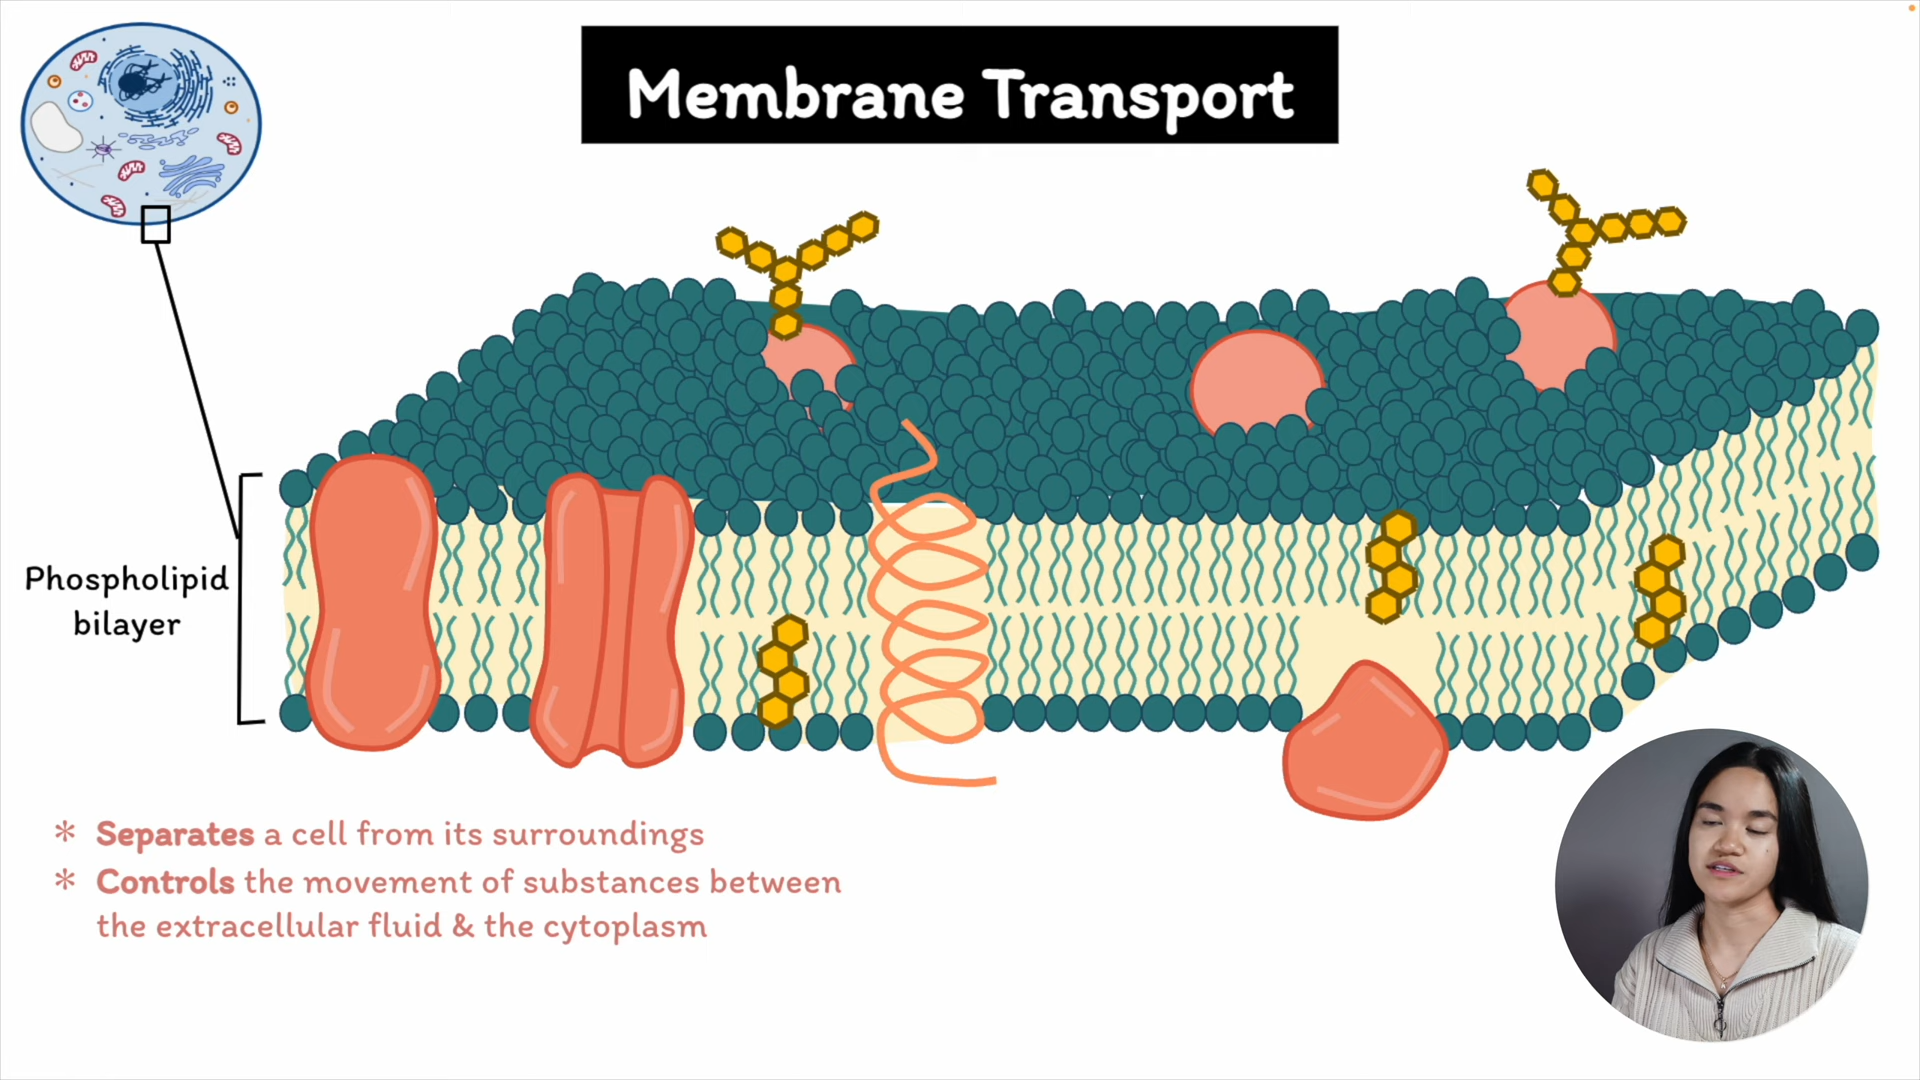 Membrane Transport
Phospholipid
bilayer
* Separates a cell from its surroundings
* Controls the movement of substances between
the extracellular fluid & the cytoplasm